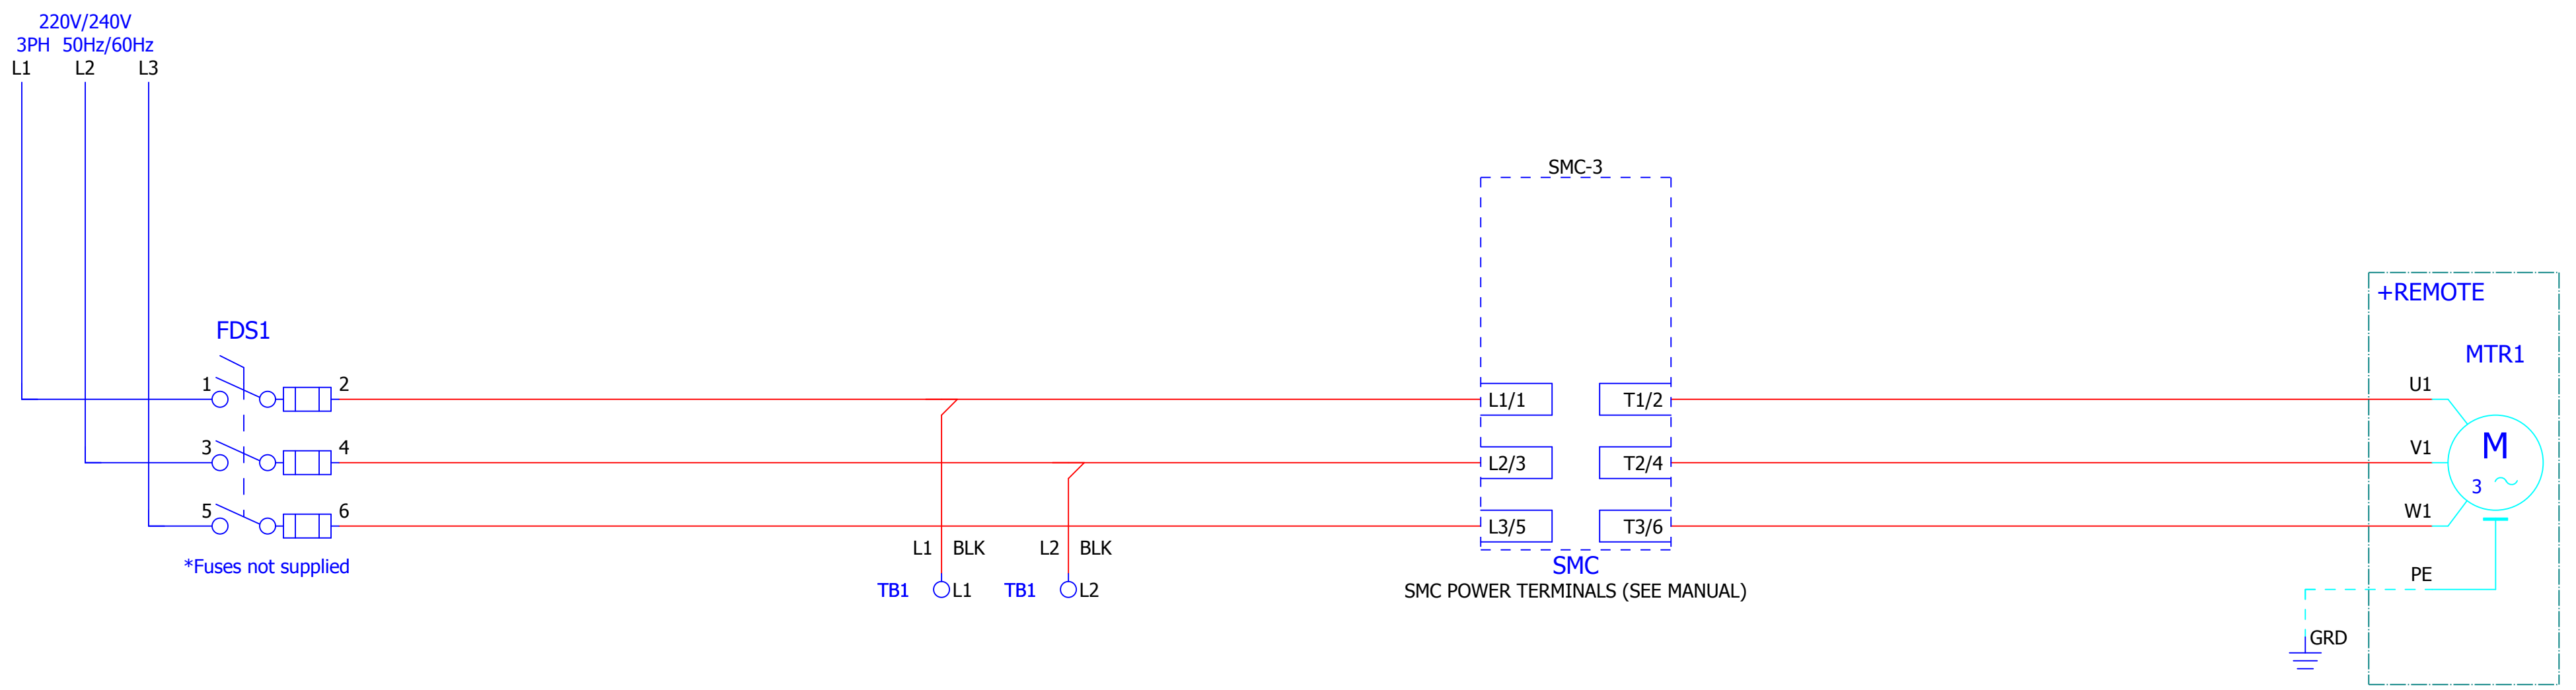 220V/240V
3PH 50Hz/60Hz
L1 L2 L3
SMC-3
+REMOTE
FDS1
MTR1
1 2 L1/1 T1/2 U1
3 4 L2/3 T2/4 V1
M
3
5 6 L3/5 T3/6 W1
L1 BLK L2 BLK
*Fuses not supplied
SMC
PE
TB1 L1 TB1 L2
SMC POWER TERMINALS (SEE MANUAL)
GRD